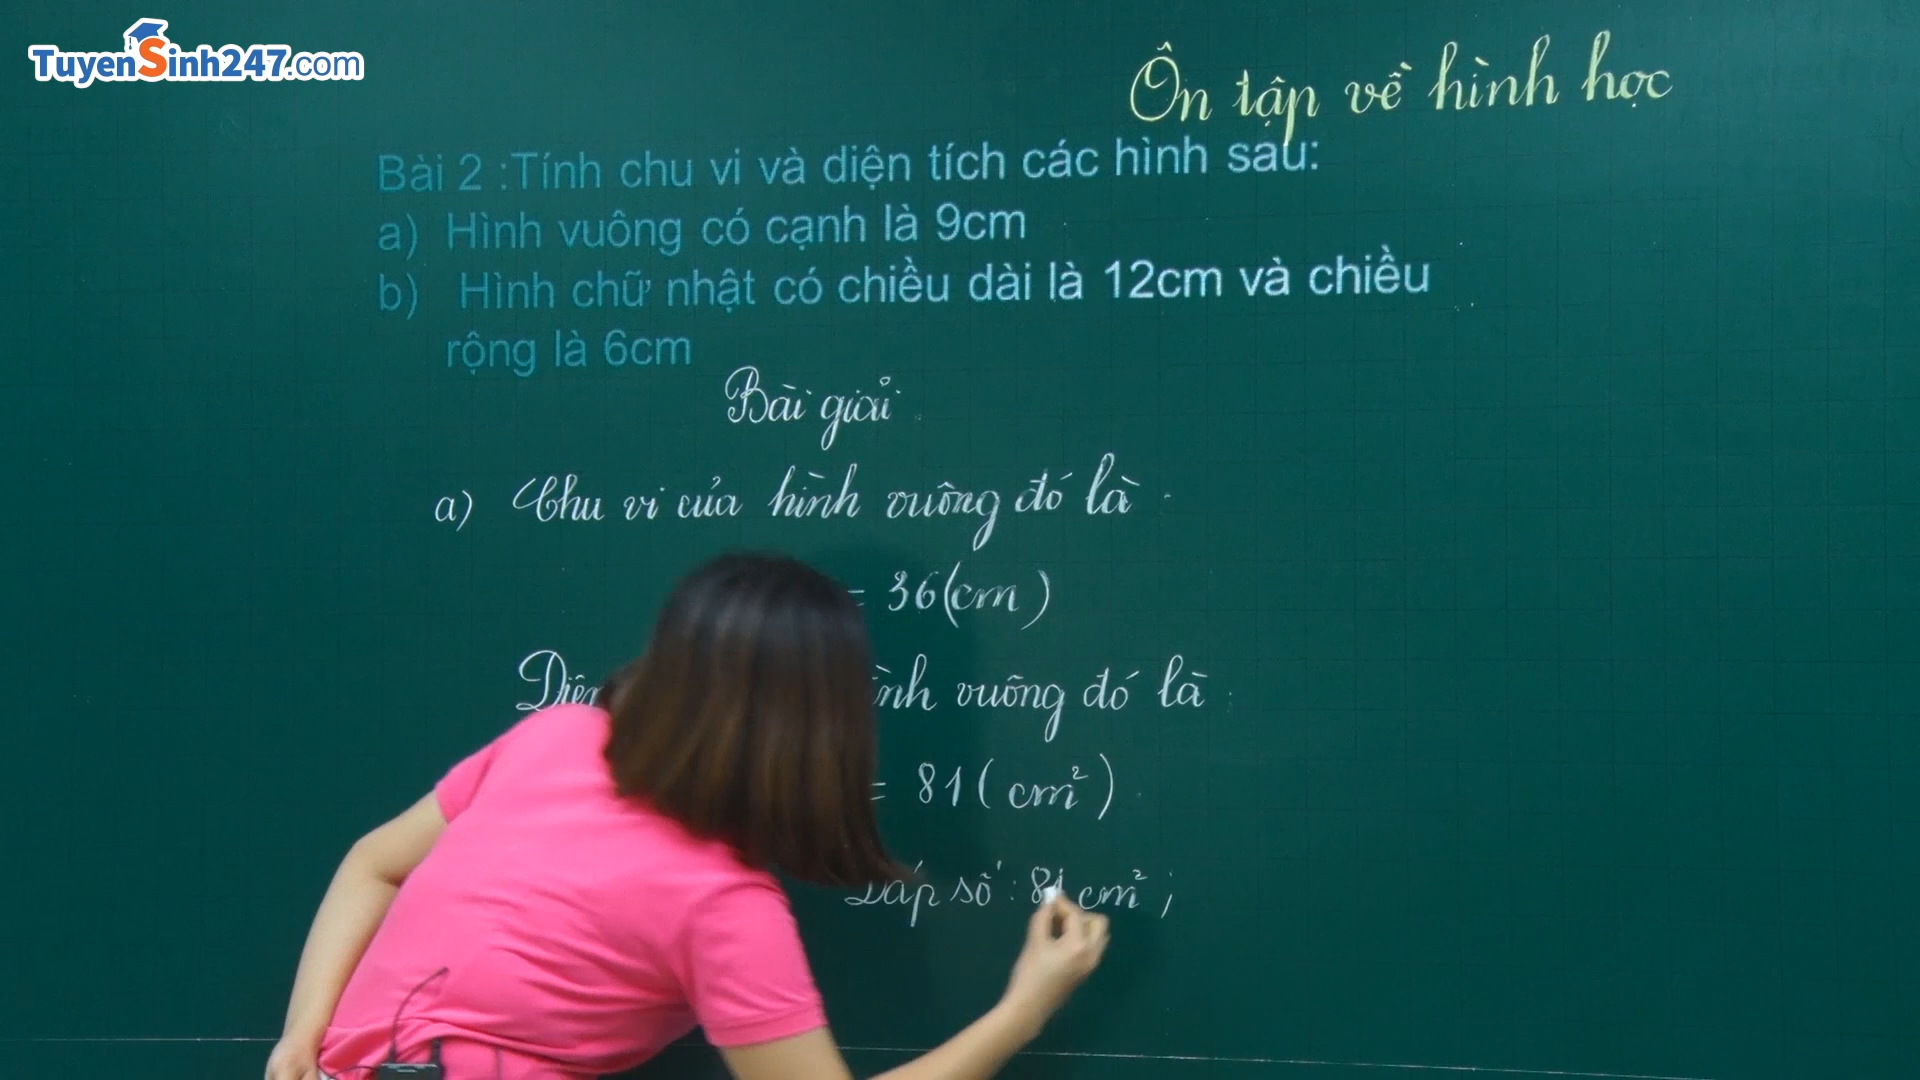 TuyenSinh247.com
Ôn tập về hình học
Bài 2 :Tính chu vi và diện tích các hình sau:
a) Hình vuông có cạnh là 9cm
b) Hình chữ nhật có chiều dài là 12cm và chiều
rộng là 6cm
Bài giải
a) Chu vi của hình vuông đó là
= 36(cm)
vuông đó là
= 81(cm²)
số: 81 cm² ;